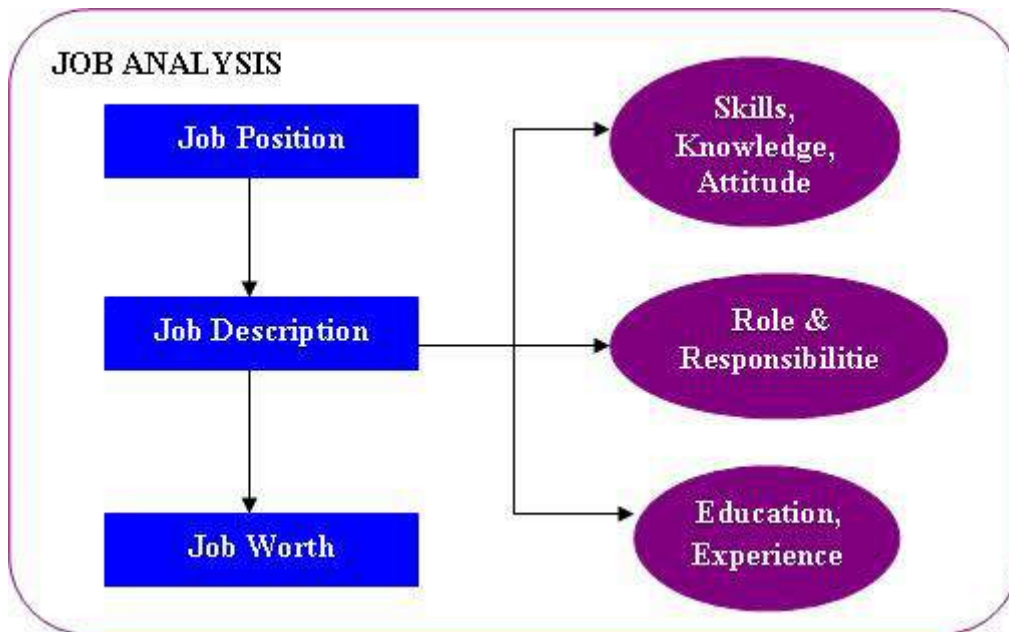 JOB ANALYSIS
Job Position
Job Description
Job Worth
Skills,
Knowledge,
Attitude
Role &
Responsibilitie
Education,
Experience